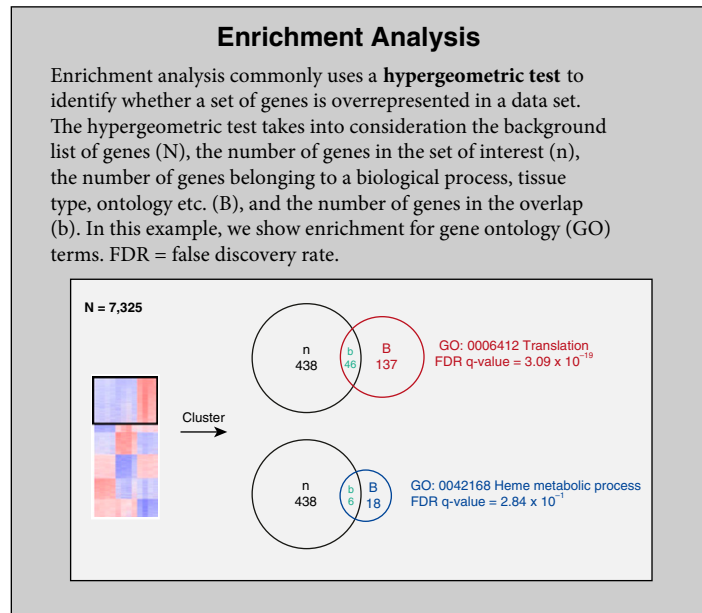 Enrichment Analysis
Enrichment analysis commonly uses a hypergeometric test to
identify whether a set of genes is overrepresented in a data set.
The hypergeometric test takes into consideration the background
list of genes (N), the number of genes in the set of interest (n),
the number of genes belonging to a biological process, tissue
type, ontology etc. (B), and the number of genes in the overlap
(b). In this example, we show enrichment for gene ontology (GO)
terms. FDR = false discovery rate.
N = 7,325
Cluster
n
438
b
46
B
137
GO: 0006412 Translation
FDR q-value = 3.09 x 10⁻¹⁹
n
438
b
6
B
18
GO: 0042168 Heme metabolic process
FDR q-value = 2.84 x 10⁻¹